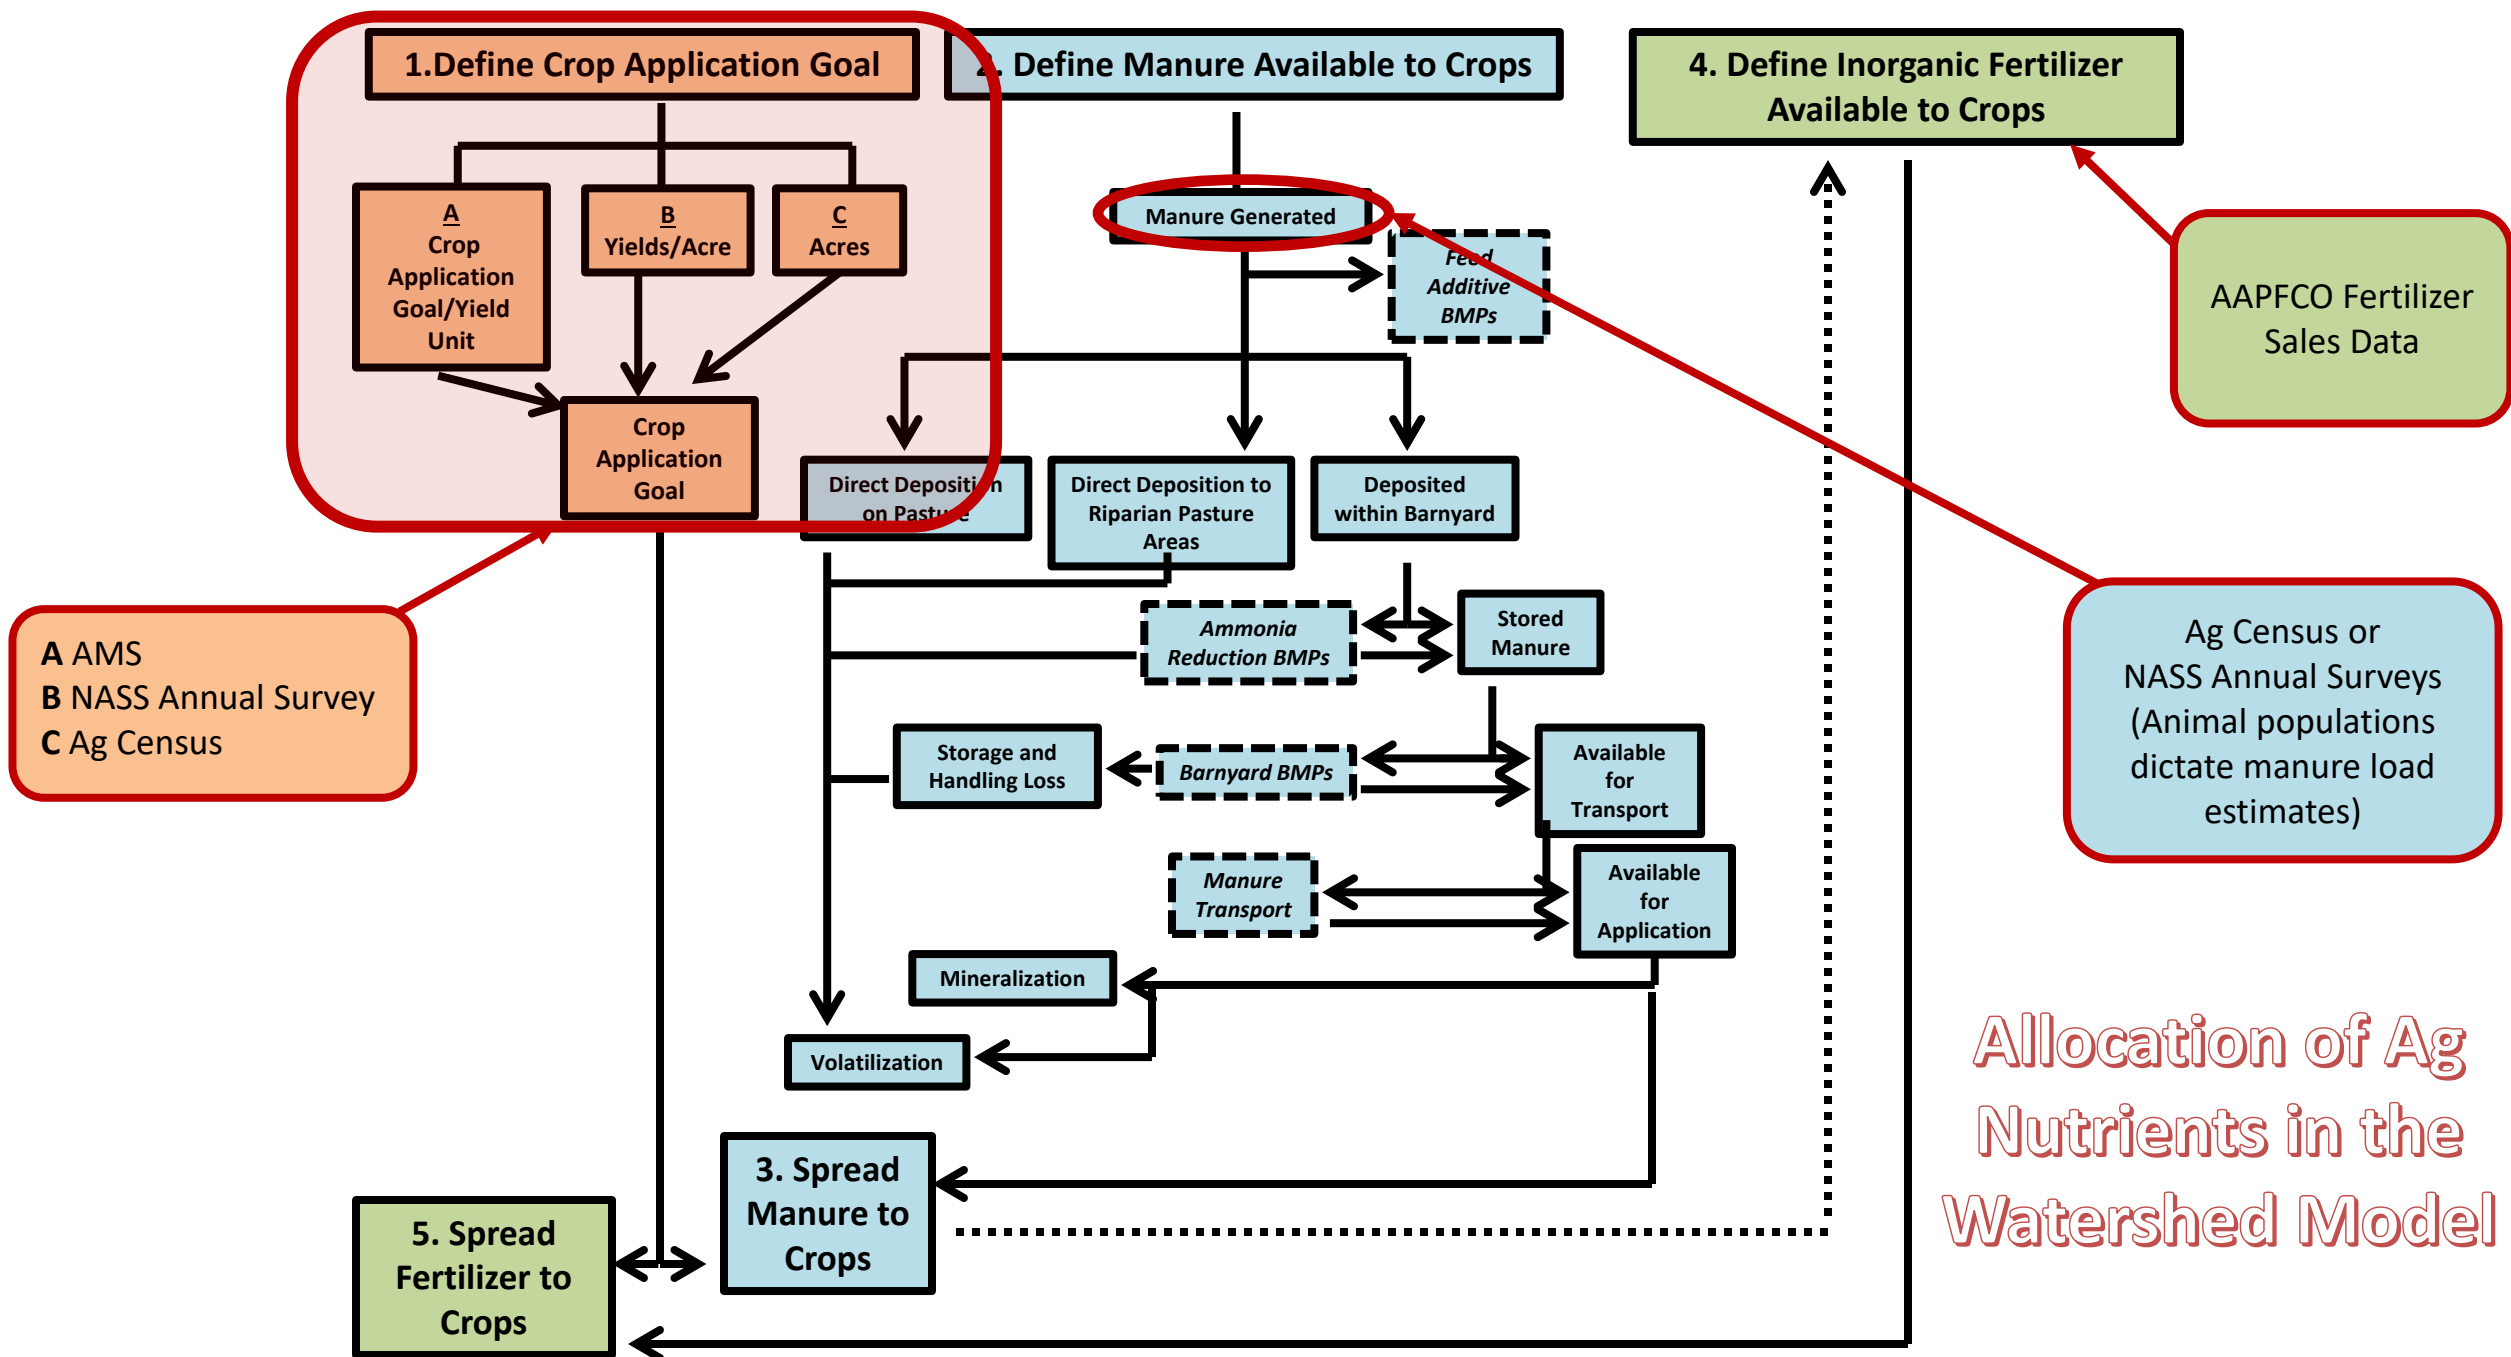 1.Define Crop Application Goal
2. Define Manure Available to Crops
4. Define Inorganic Fertilizer
Available to Crops
A
Crop
Application
Goal/Yield
Unit
B
Yields/Acre
C
Acres
Crop
Application
Goal
Manure Generated
Feed
Additive
BMPs
AAPFCO Fertilizer
Sales Data
Direct Deposition
on Pasture
Direct Deposition to
Riparian Pasture
Areas
Deposited
within Barnyard
A AMS
B NASS Annual Survey
C Ag Census
Ammonia
Reduction BMPs
Stored
Manure
Ag Census or
NASS Annual Surveys
(Animal populations
dictate manure load
estimates)
Storage and
Handling Loss
Barnyard BMPs
Available
for
Transport
Manure
Transport
Available
for
Application
Mineralization
Volatilization
3. Spread
Manure to
Crops
5. Spread
Fertilizer to
Crops
Allocation of Ag
Nutrients in the
Watershed Model